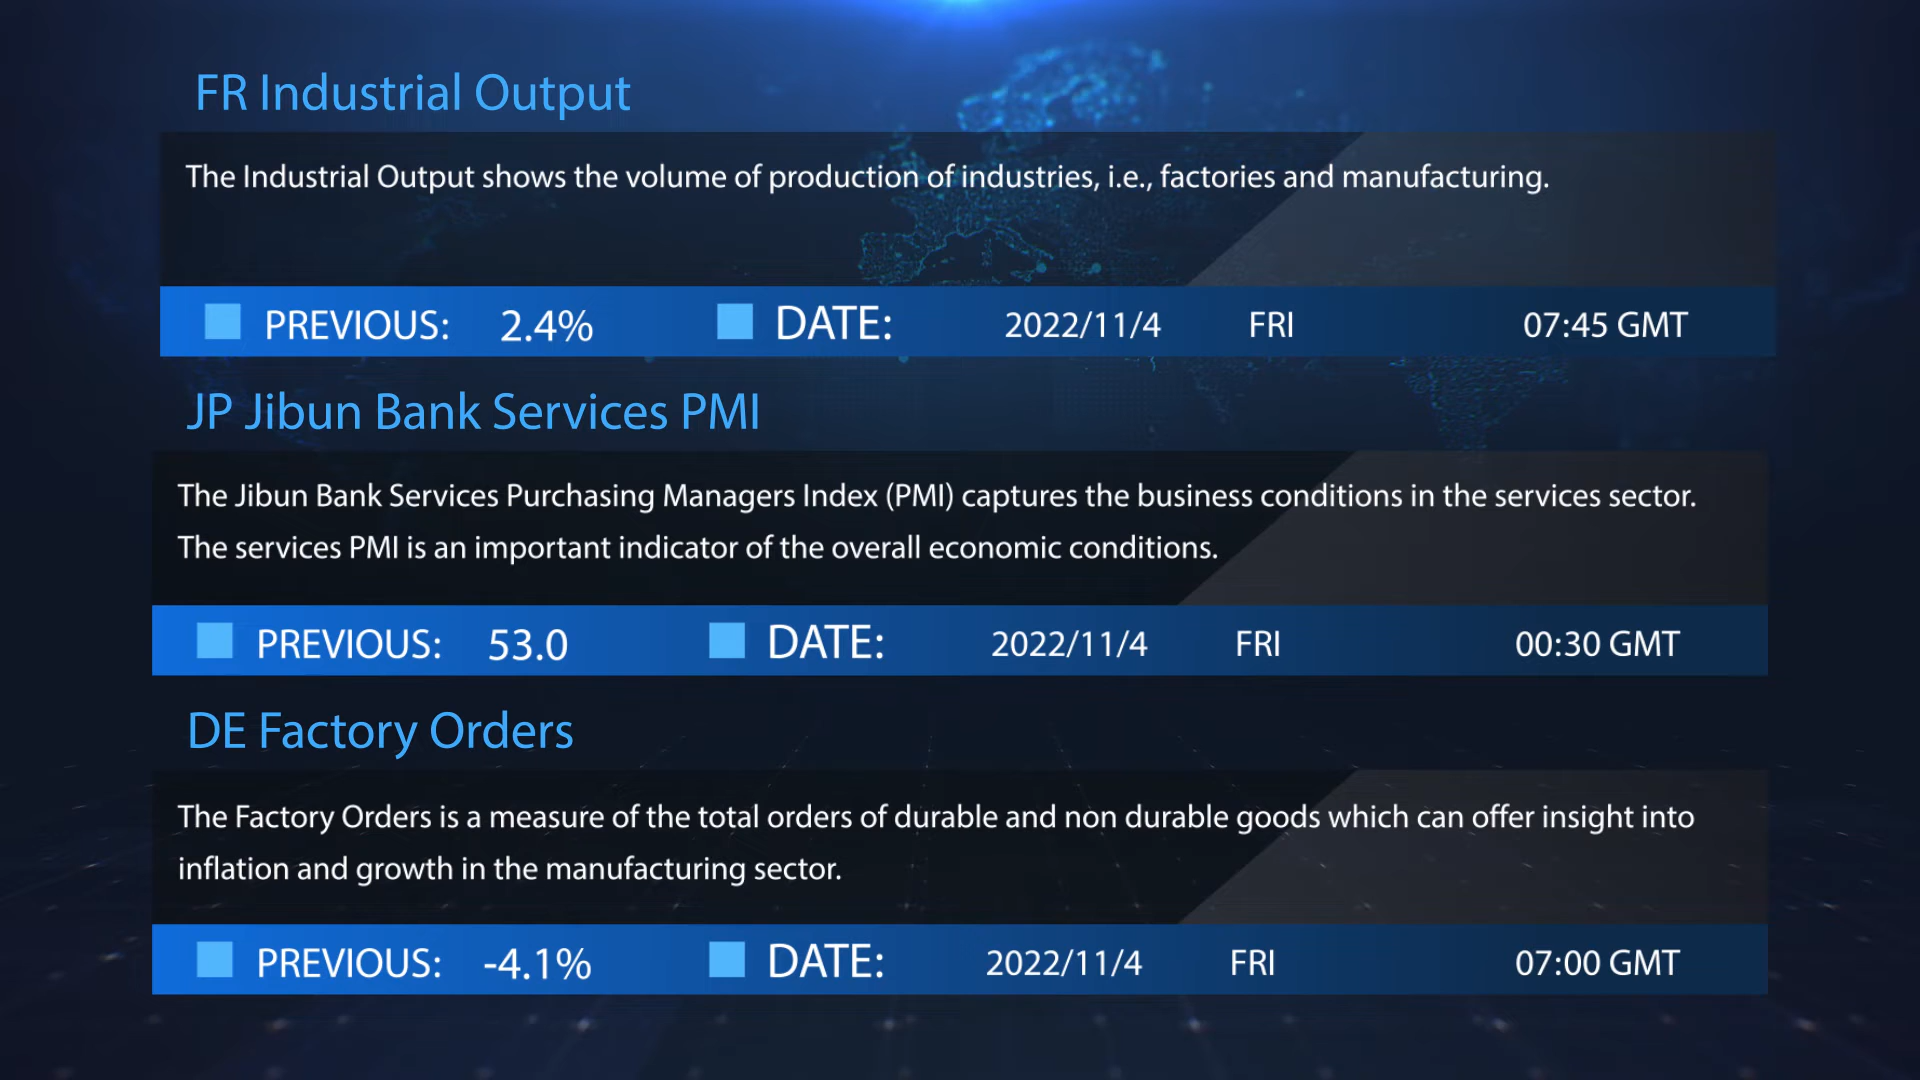 FR Industrial Output
The Industrial Output shows the volume of production of industries, i.e., factories and manufacturing.
PREVIOUS: 2.4% DATE: 2022/11/4 FRI 07:45 GMT
JP Jibun Bank Services PMI
The Jibun Bank Services Purchasing Managers Index (PMI) captures the business conditions in the services sector.
The services PMI is an important indicator of the overall economic conditions.
PREVIOUS: 53.0 DATE: 2022/11/4 FRI 00:30 GMT
DE Factory Orders
The Factory Orders is a measure of the total orders of durable and non durable goods which can offer insight into
inflation and growth in the manufacturing sector.
PREVIOUS: -4.1% DATE: 2022/11/4 FRI 07:00 GMT